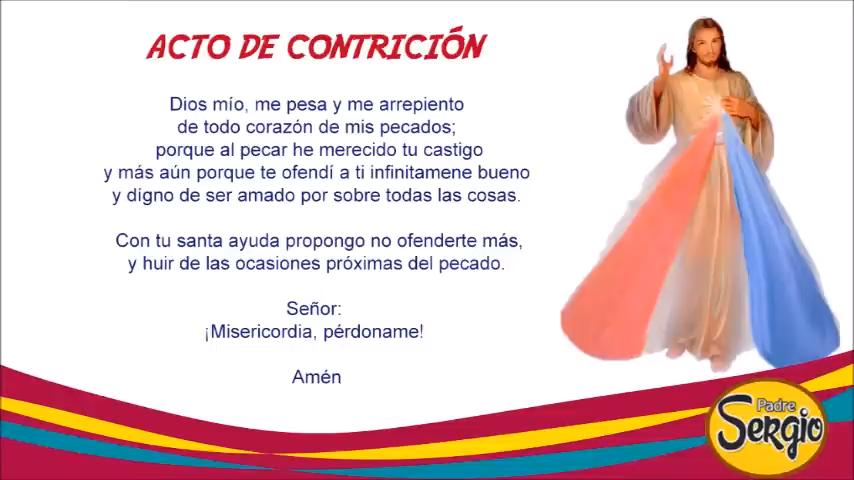 ACTO DE CONTRICIÓN
Dios mío, me pesa y me arrepiento
de todo corazón de mis pecados;
porque al pecar he merecido tu castigo
y más aún porque te ofendí a ti infinitamene bueno
y digno de ser amado por sobre todas las cosas.
Con tu santa ayuda propongo no ofenderte más,
y huir de las ocasiones próximas del pecado.
Señor:
¡Misericordia, pérdoname!
Amén
Padre
Sergio